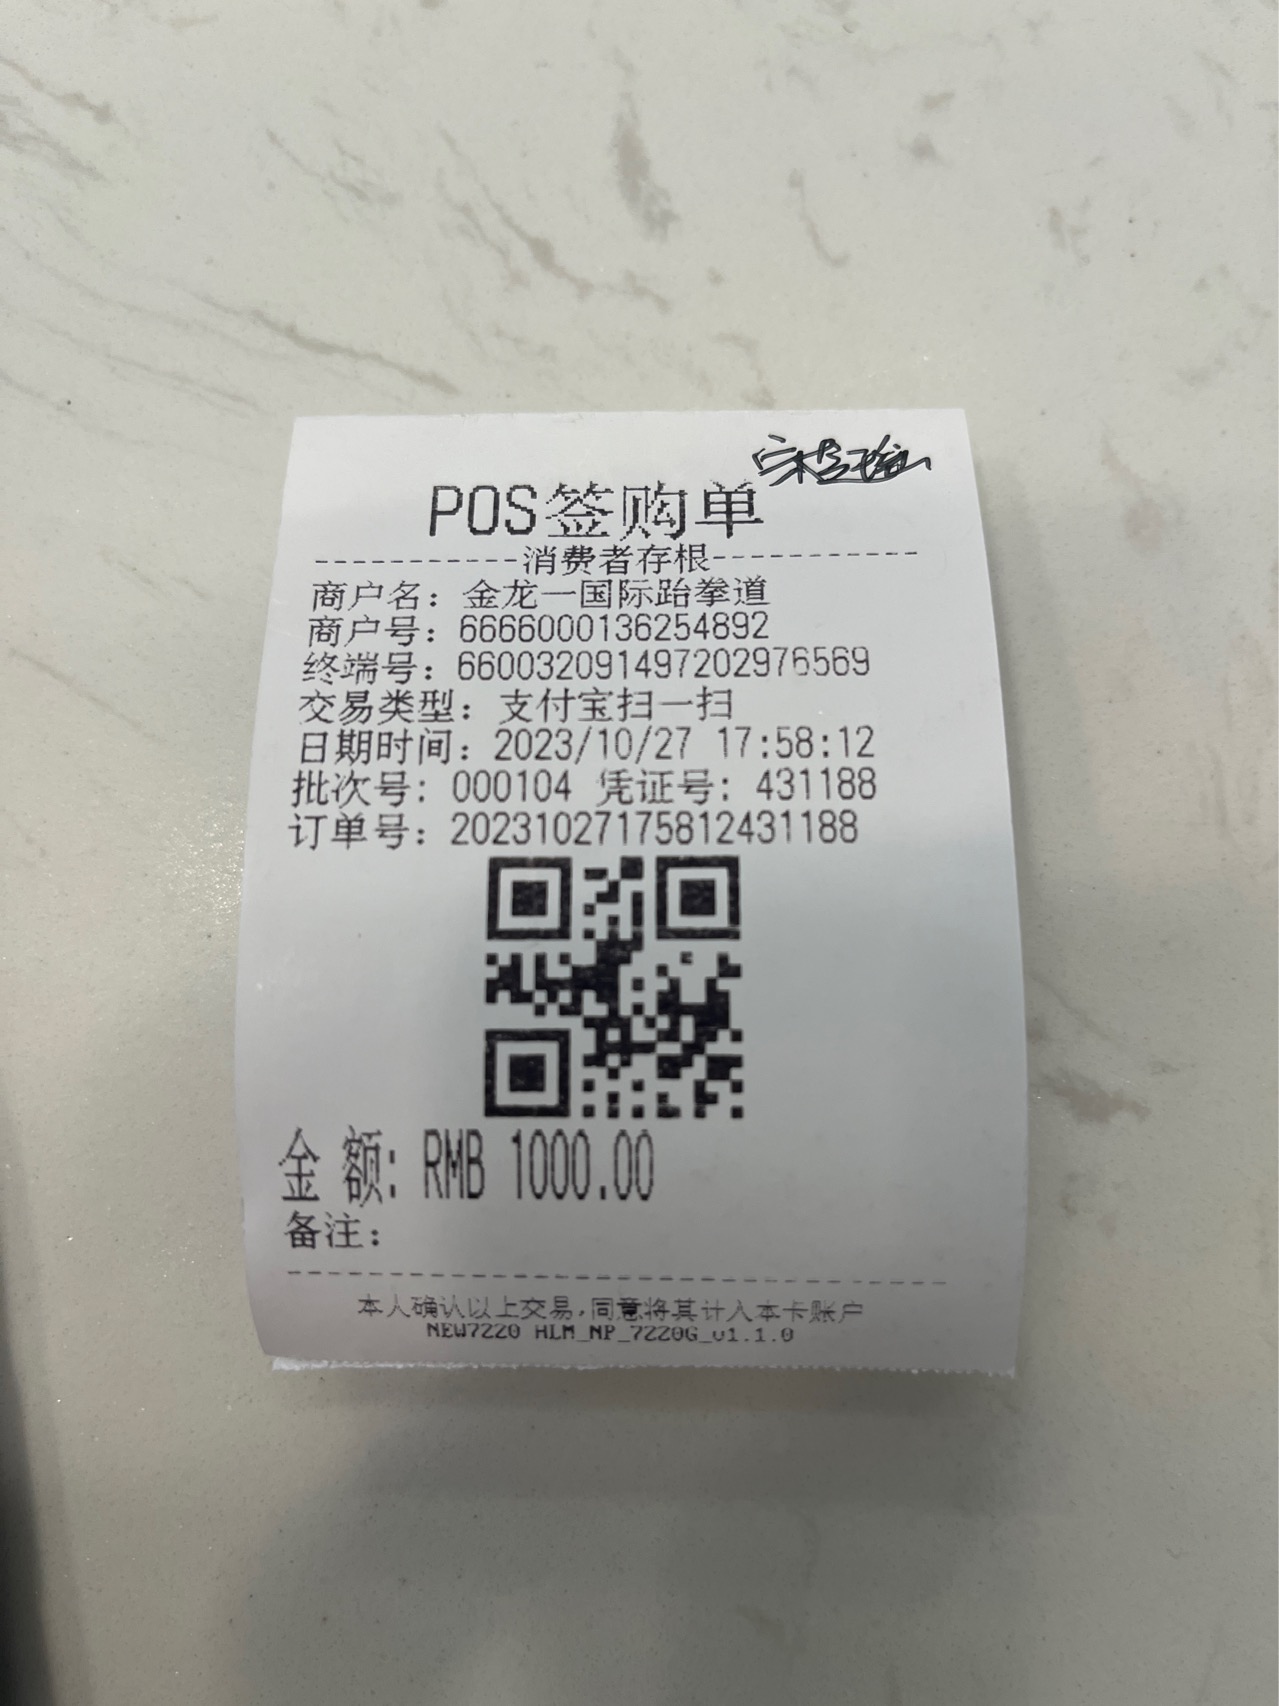 POS签购单
-----------消费者存根-----------
商户名：金龙一国际跆拳道
商户号：6666000136254892
终端号：660032091497202976569
交易类型：支付宝扫一扫
日期时间：2023/10/27 17:58:12
批次号：000104 凭证号：431188
订单号：20231027175812431188
金 额：RMB 1000.00
备注：
本人确认以上交易,同意将其计入本卡账户
NEW7220 HLM_NP_7220G_v1.1.0